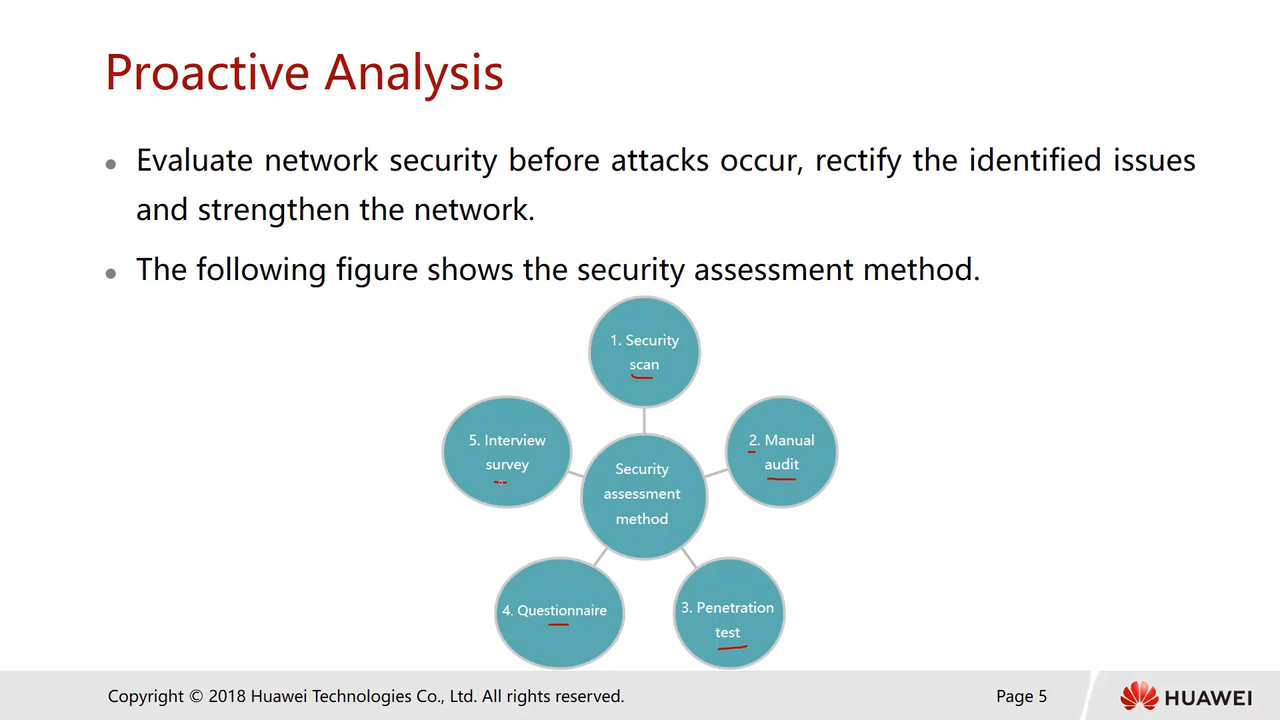 Proactive Analysis
• Evaluate network security before attacks occur, rectify the identified issues
and strengthen the network.
• The following figure shows the security assessment method.
1. Security
scan
2. Manual
audit
3. Penetration
test
4. Questionnaire
5. Interview
survey
Security
assessment
method
Copyright © 2018 Huawei Technologies Co., Ltd. All rights reserved.
Page 5
HUAWEI